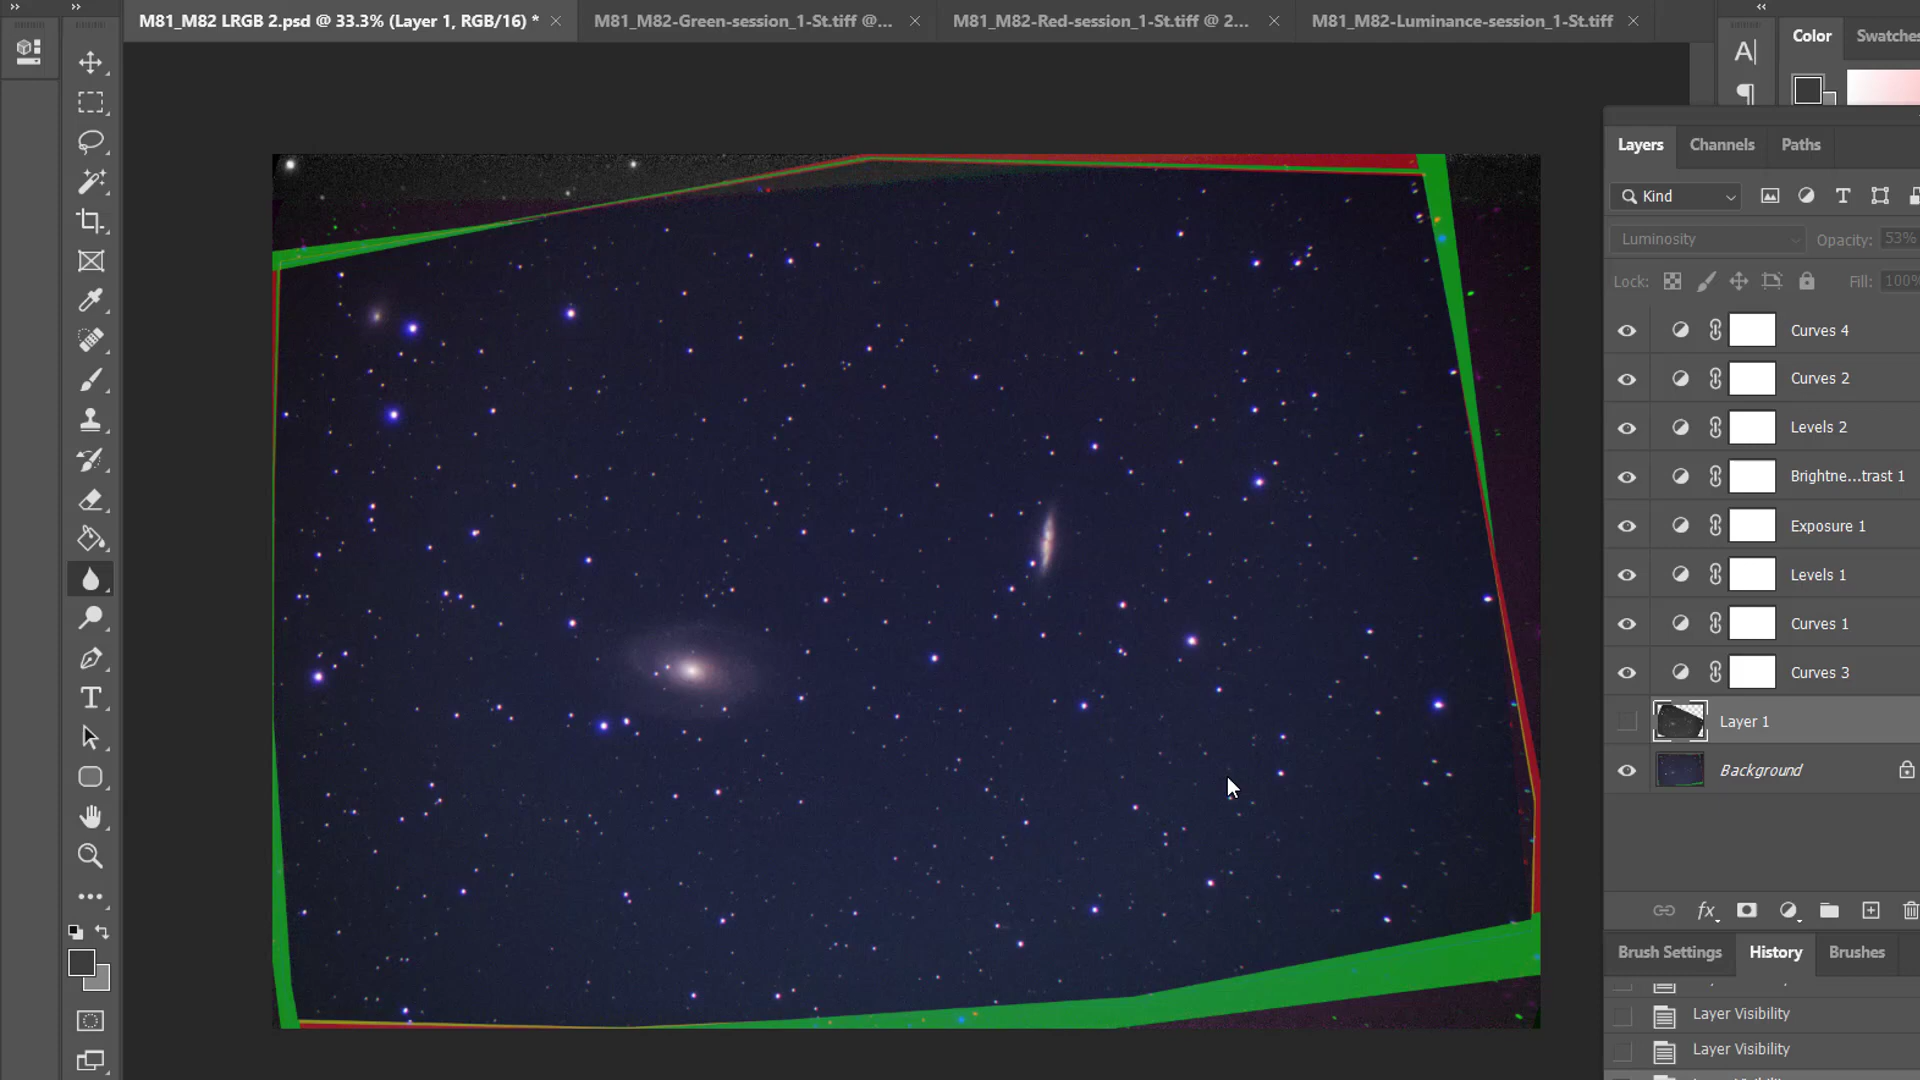 M81_M82 LRGB 2.psd @ 33.3% (Layer 1, RGB/16) *
M81_M82-Green-session_1-St.tiff @...
M81_M82-Red-session_1-St.tiff @ 2...
M81_M82-Luminance-session_1-St.tiff
Color
Swatches
Layers
Channels
Paths
Kind
Luminosity
Opacity:
53%
Lock:
Fill:
100%
Curves 4
Curves 2
Levels 2
Brightne...trast 1
Exposure 1
Levels 1
Curves 1
Curves 3
Layer 1
Background
fx
Brush Settings
History
Brushes
Layer Visibility
Layer Visibility